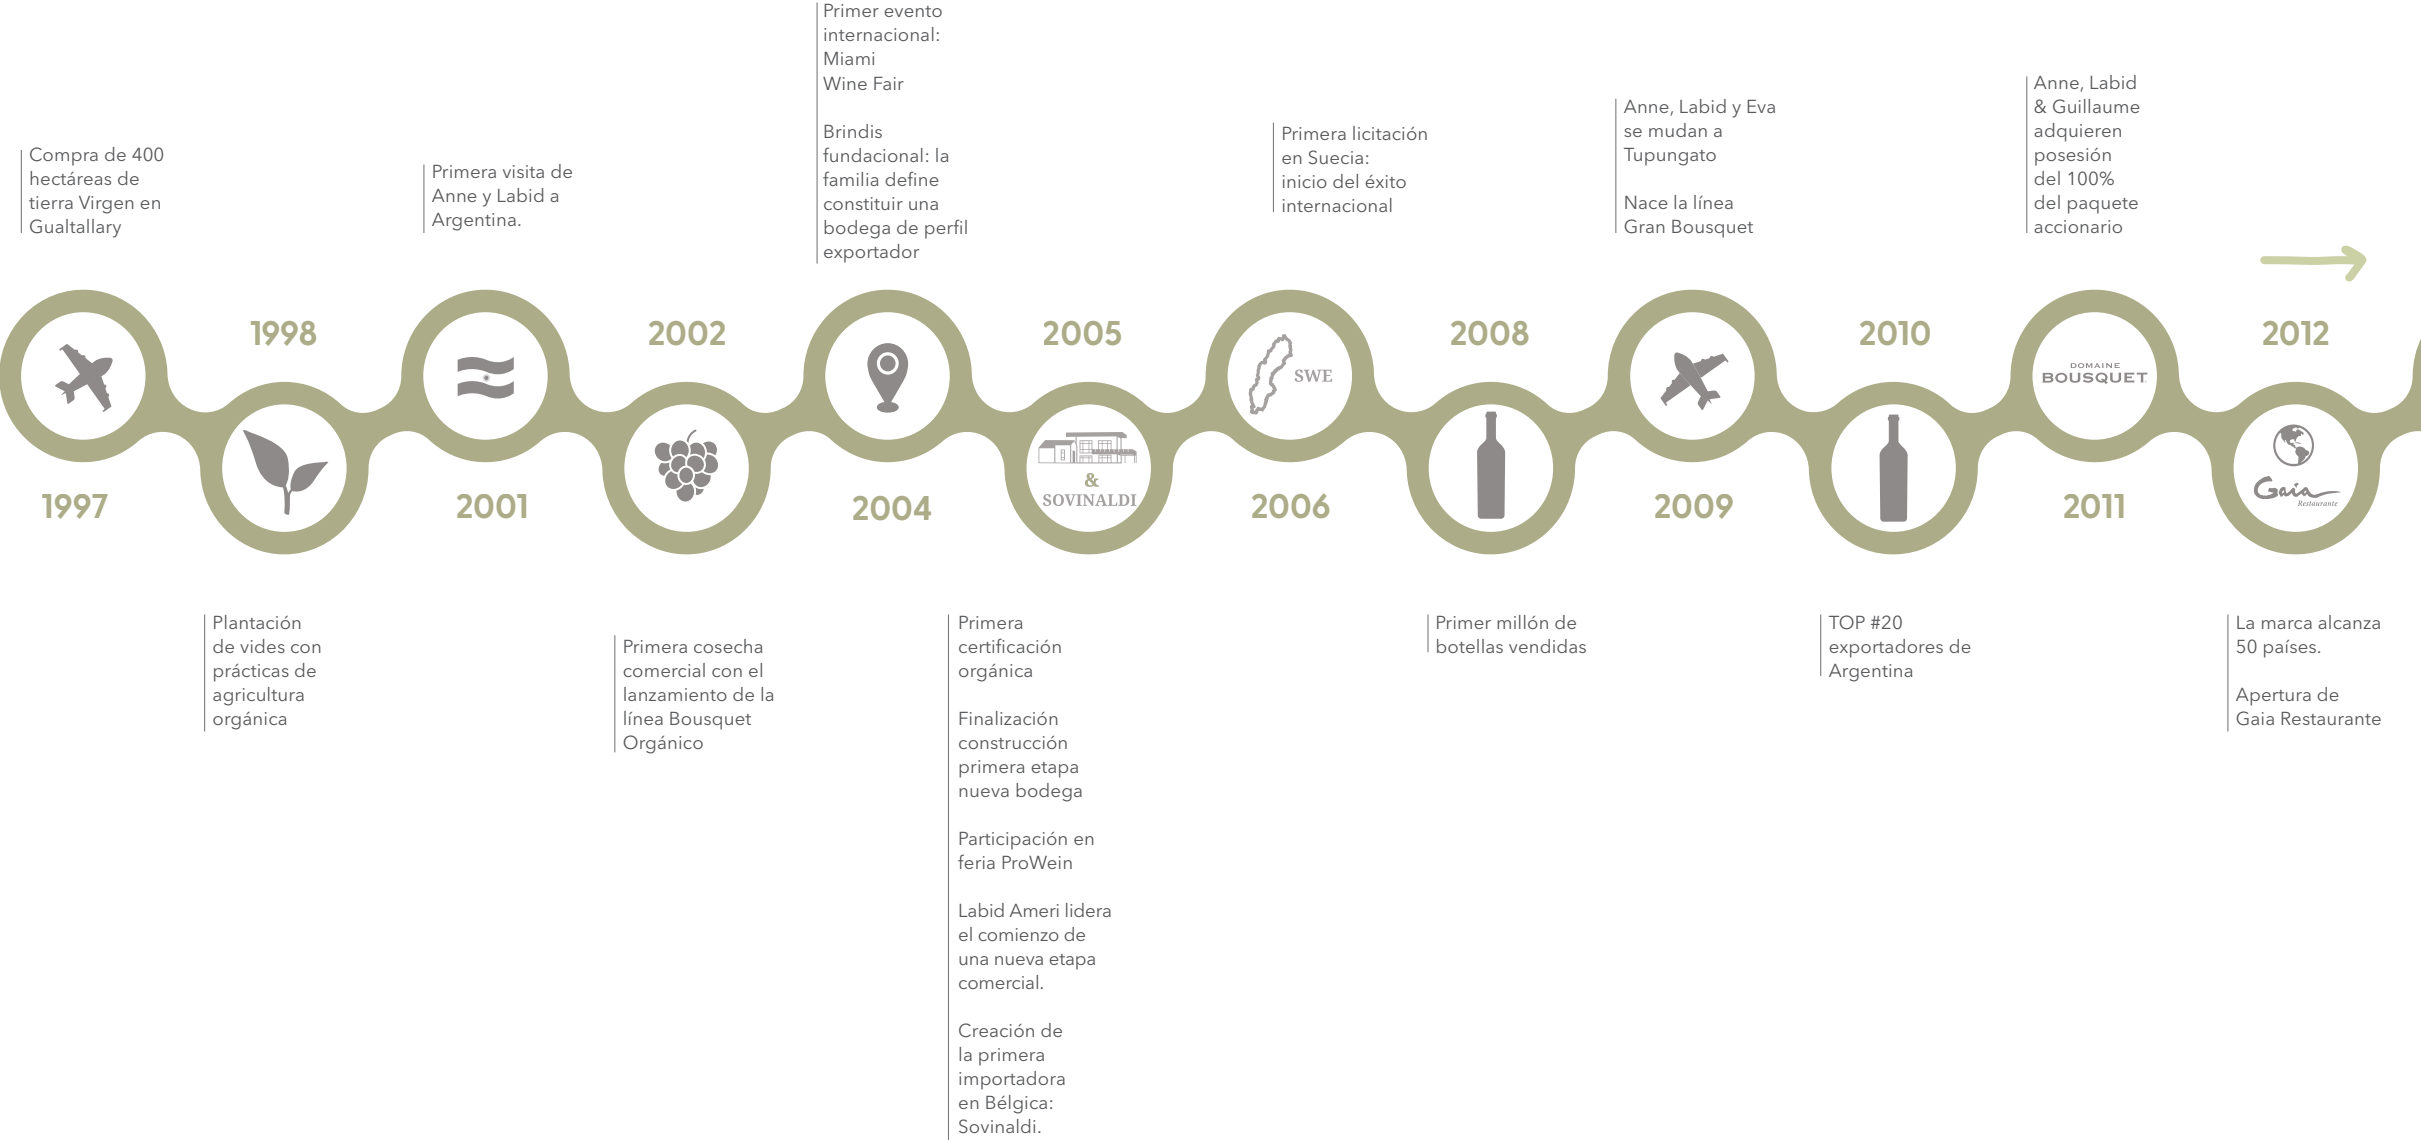 Compra de 400
hectáreas de
tierra Virgen en
Gualtallary
1997
1998
Plantación
de vides con
prácticas de
agricultura
orgánica
Primera visita de
Anne y Labid a
Argentina.
2001
2002
Primera cosecha
comercial con el
lanzamiento de la
línea Bousquet
Orgánico
Primer evento
internacional:
Miami
Wine Fair
Brindis
fundacional: la
familia define
constituir una
bodega de perfil
exportador
2004
2005
&
SOVINALDI
Primera
certificación
orgánica
Finalización
construcción
primera etapa
nueva bodega
Participación en
feria ProWein
Labid Ameri lidera
el comienzo de
una nueva etapa
comercial.
Creación de
la primera
importadora
en Bélgica:
Sovinaldi.
Primera licitación
en Suecia:
inicio del éxito
internacional
SWE
2006
2008
Primer millón de
botellas vendidas
Anne, Labid y Eva
se mudan a
Tupungato
Nace la línea
Gran Bousquet
2009
2010
TOP #20
exportadores de
Argentina
Anne, Labid
& Guillaume
adquieren
posesión
del 100%
del paquete
accionario
DOMAINE
BOUSQUET
2011
2012
Gaia
Restaurante
La marca alcanza
50 países.
Apertura de
Gaia Restaurante